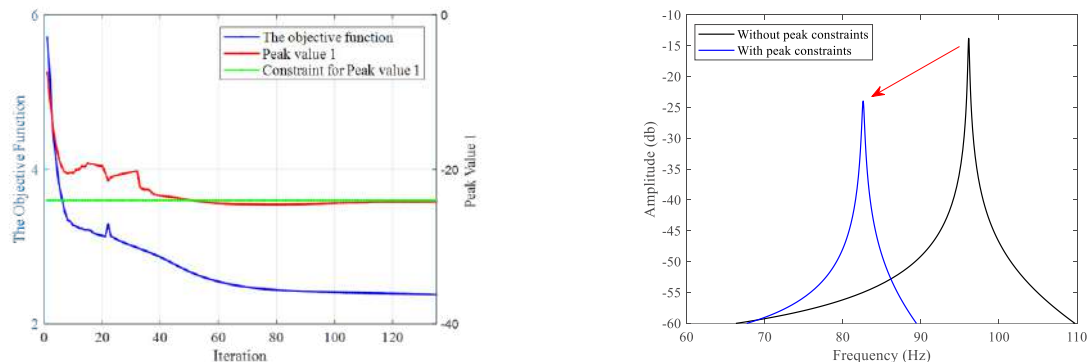 6
4
2
The Objective Function
0
-20
-40
Peak Value 1
The objective function
Peak value 1
Constraint for Peak value 1
0 20 40 60 80 100 120
Iteration
-10
-15
-20
-25
-30
-35
-40
-45
-50
-55
-60
Amplitude (db)
Without peak constraints
With peak constraints
60 70 80 90 100 110
Frequency (Hz)